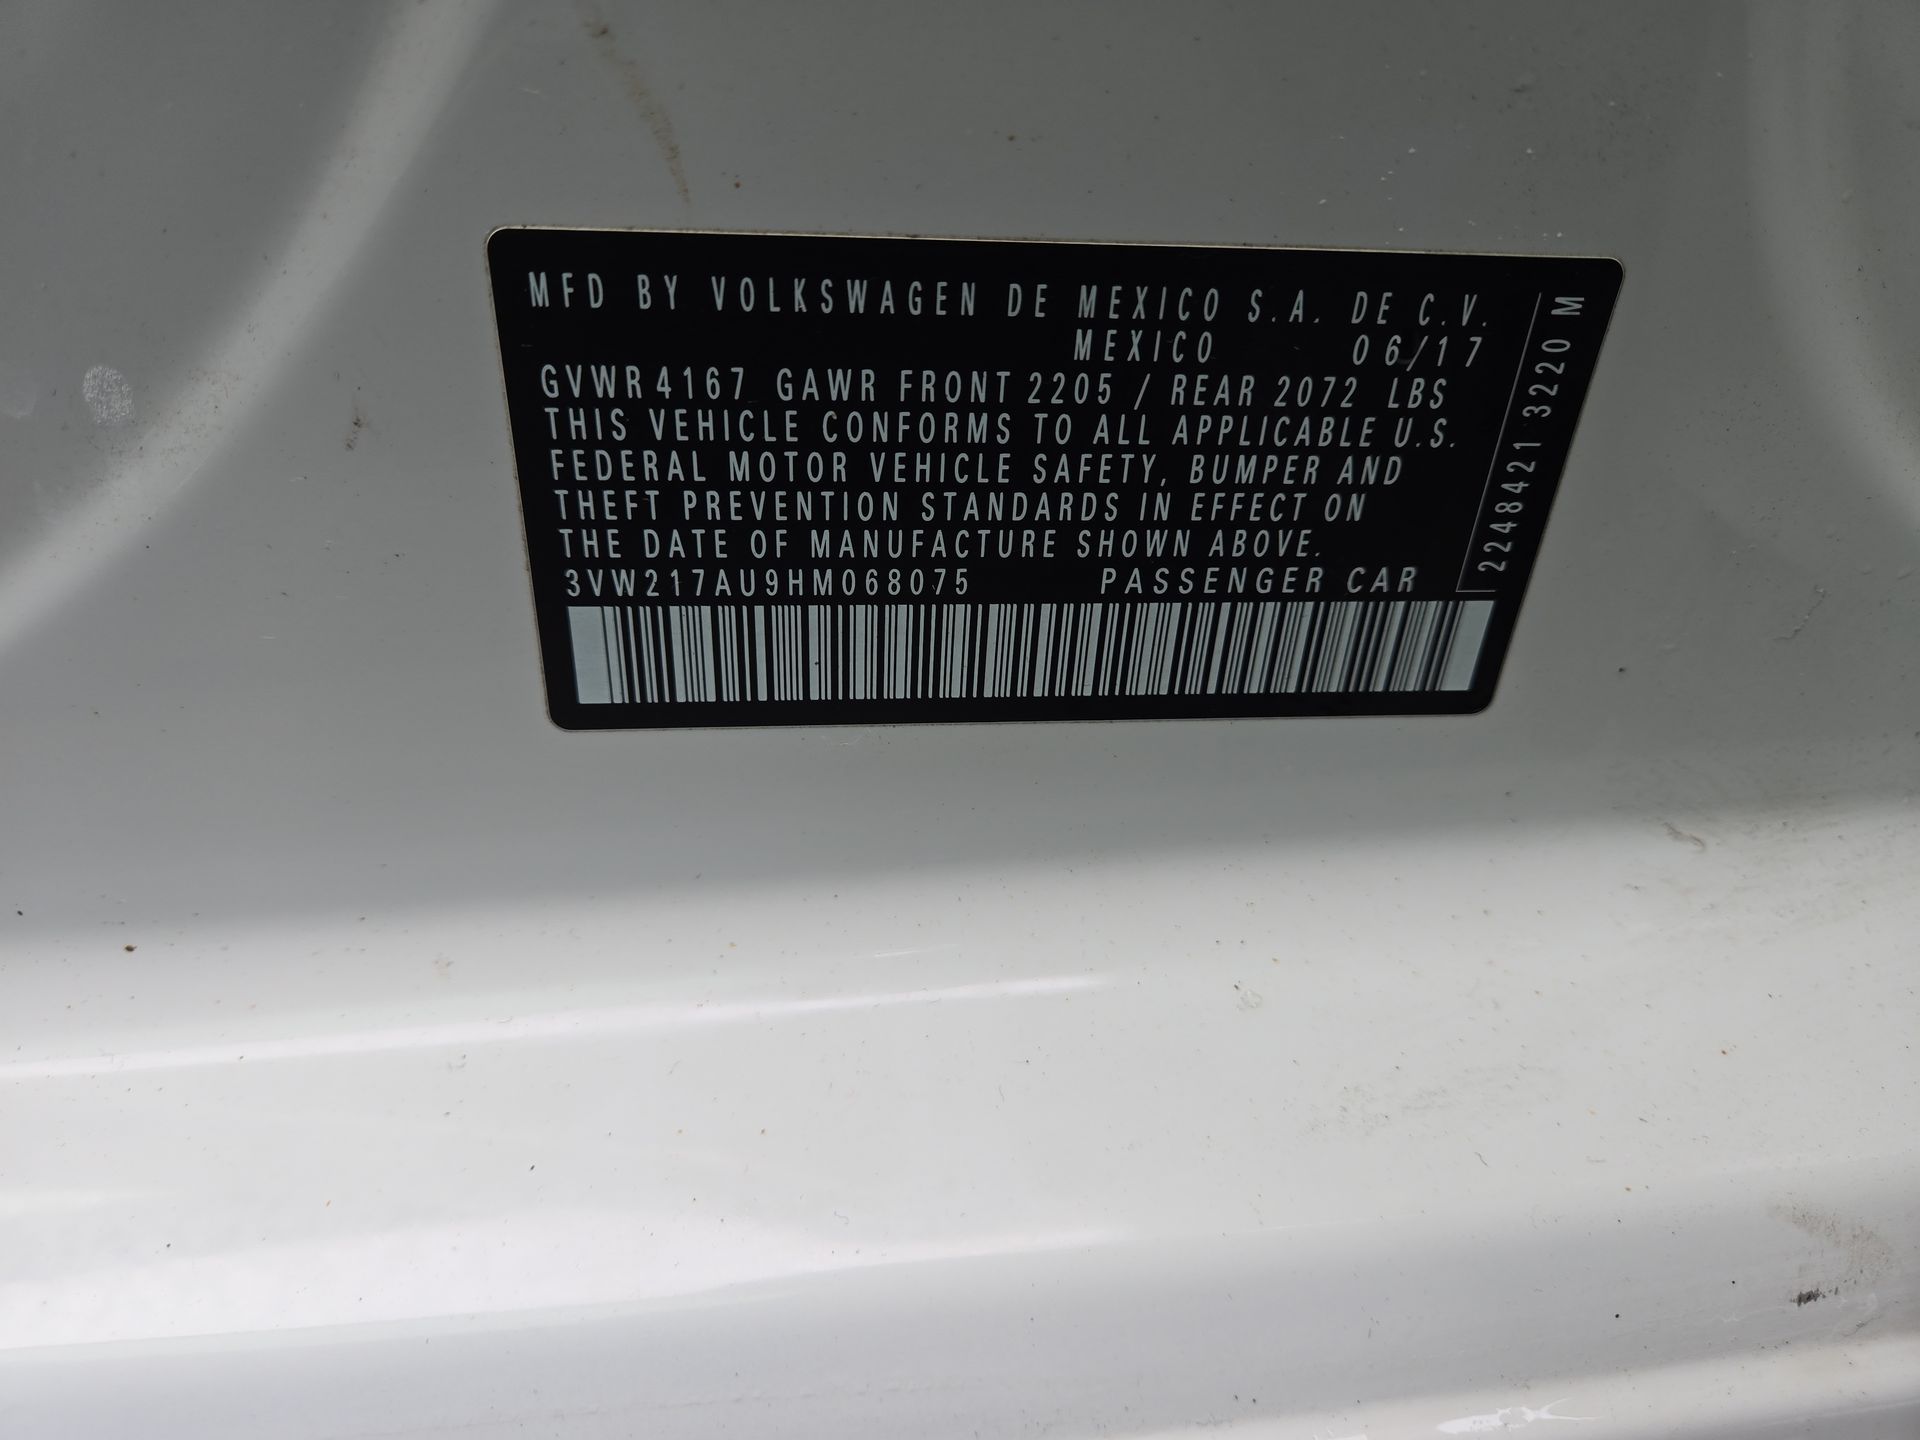 MFD BY VOLKSWAGEN DE MEXICO S.A. DE C.V.
MEXICO 06/17
GVWR 4167 GAWR FRONT 2205 / REAR 2072 LBS
THIS VEHICLE CONFORMS TO ALL APPLICABLE U.S.
FEDERAL MOTOR VEHICLE SAFETY, BUMPER AND
THEFT PREVENTION STANDARDS IN EFFECT ON
THE DATE OF MANUFACTURE SHOWN ABOVE.
3VW217AU9HM068075 PASSENGER CAR
2248421 3220 M